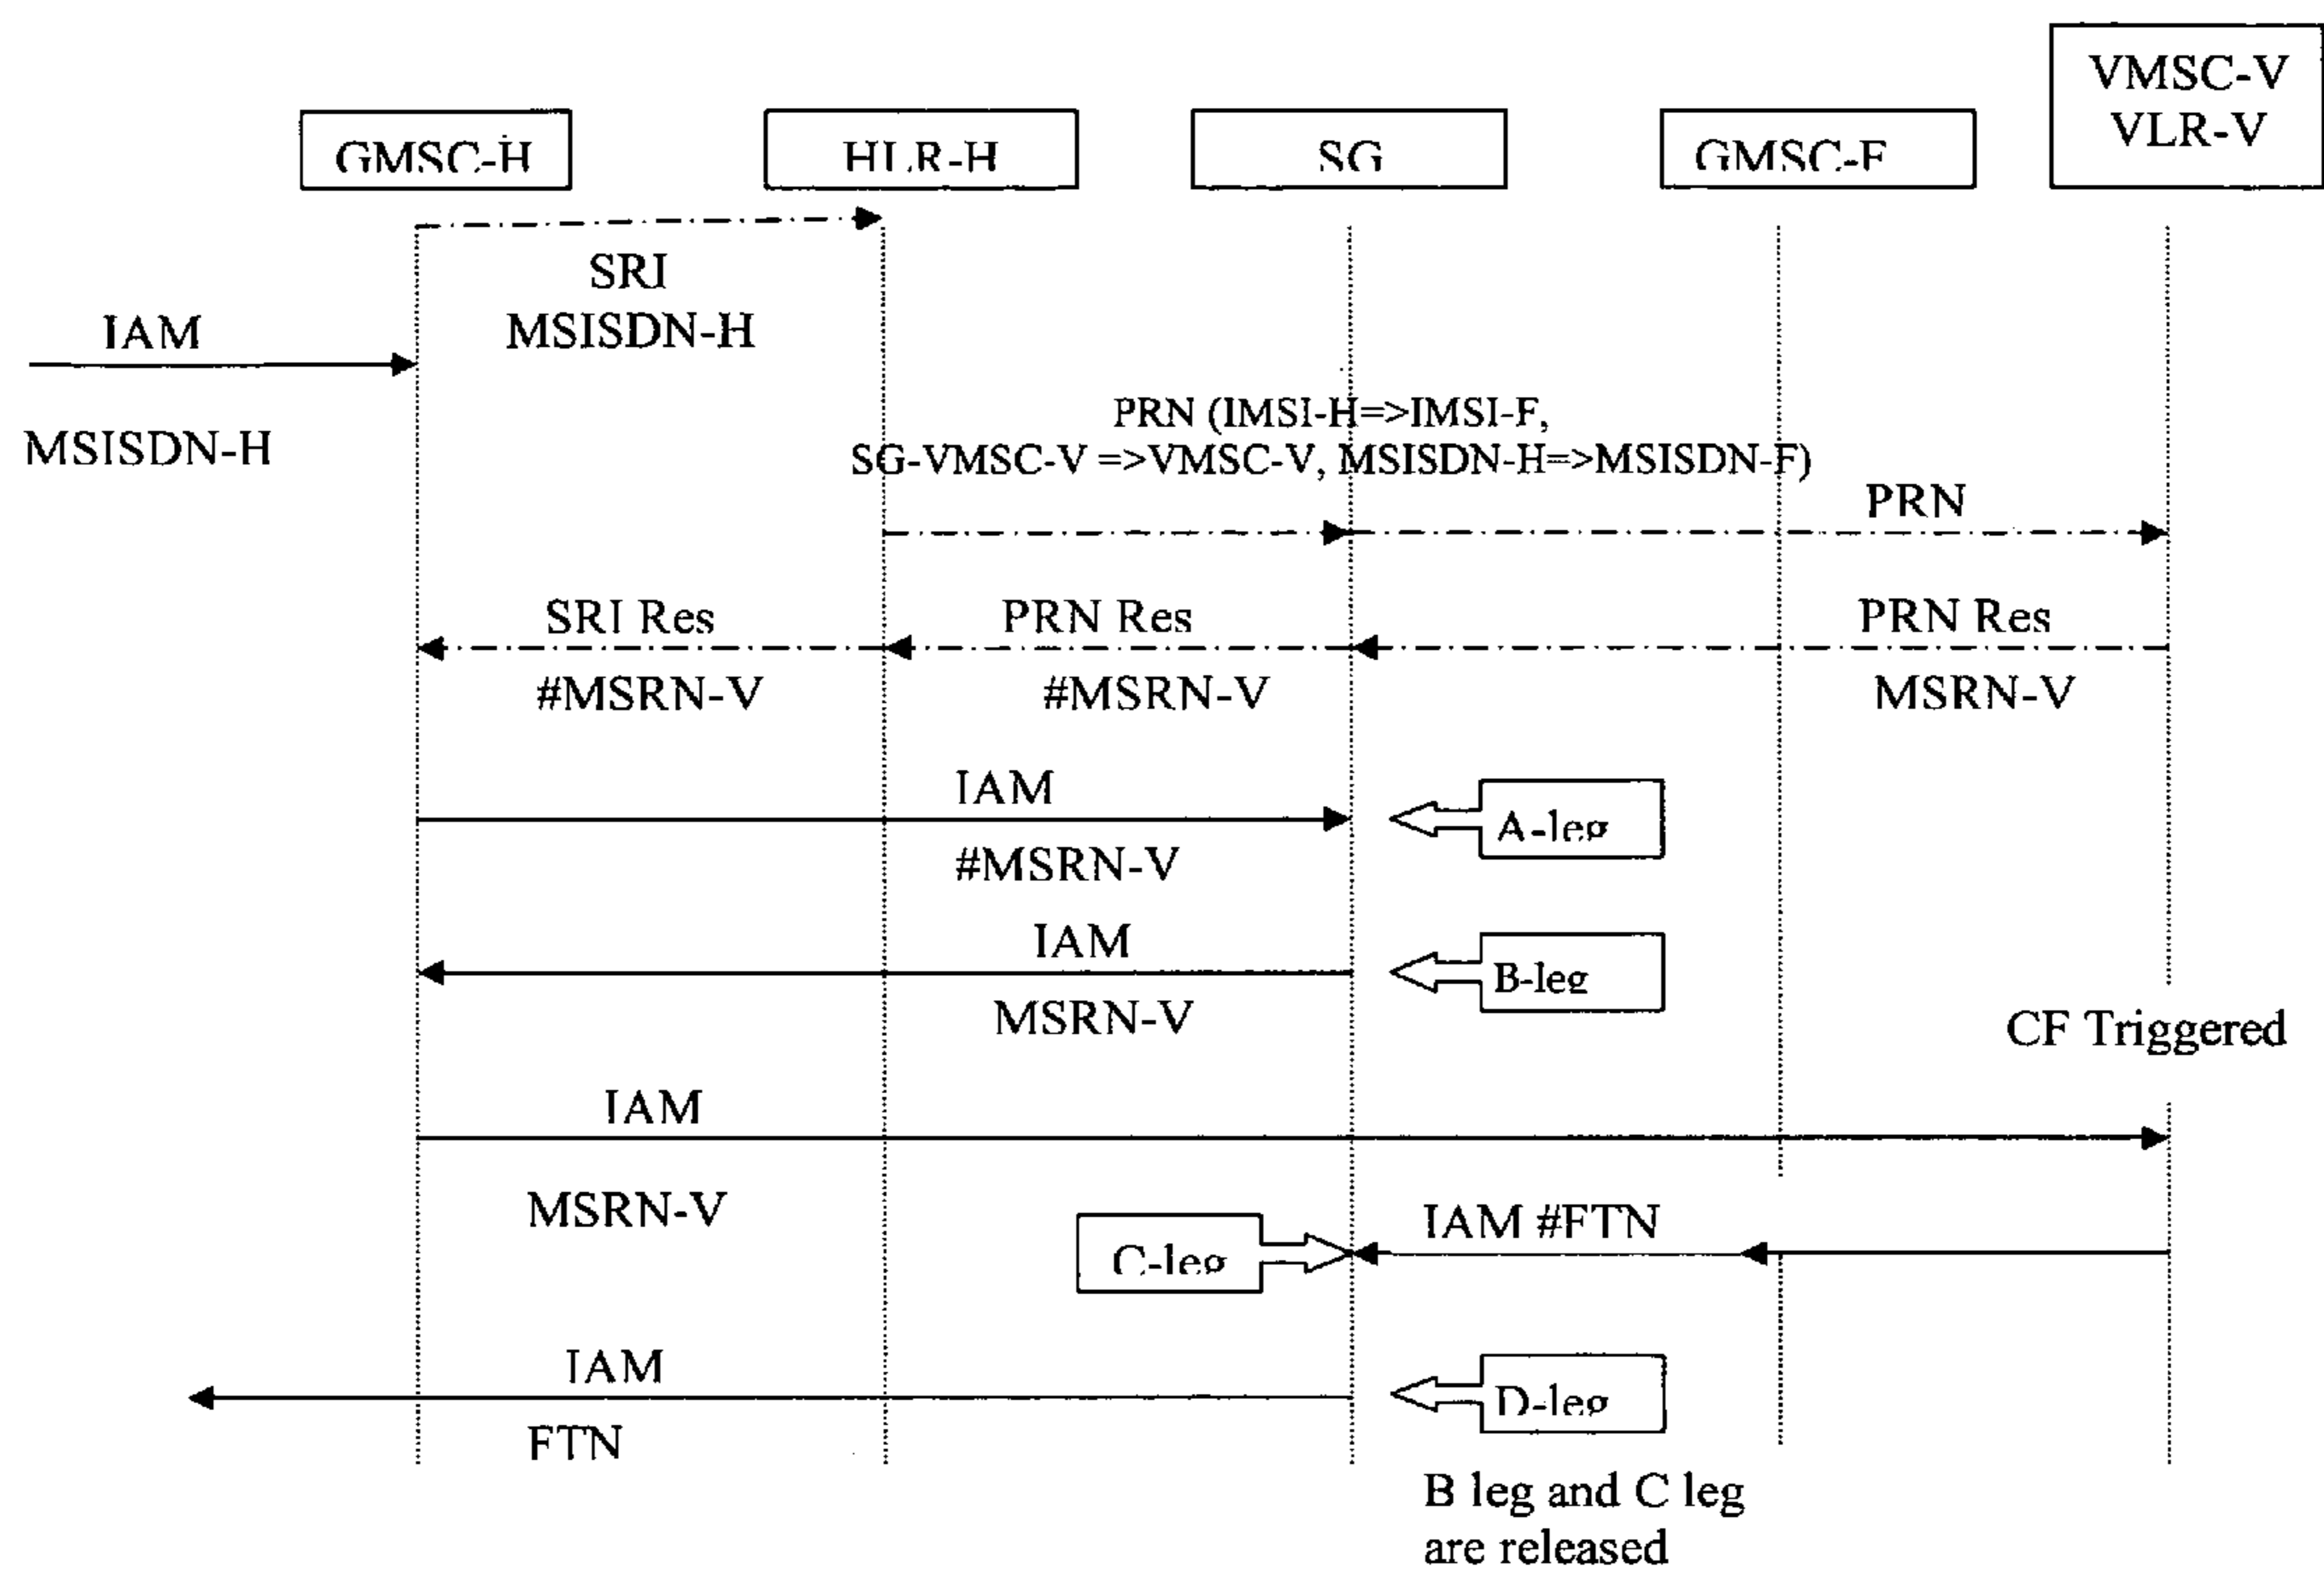 VMSC-V
VLR-V
GMSC-H
HLR-H
SG
GMSC-F
SRI
MSISDN-H
IAM
MSISDN-H
PRN (IMSI-H=>IMSI-F,
SG-VMSC-V =>VMSC-V, MSISDN-H=>MSISDN-F)
PRN
SRI Res
PRN Res
PRN Res
#MSRN-V
#MSRN-V
MSRN-V
IAM
A-leg
#MSRN-V
IAM
B-leg
MSRN-V
CF Triggered
IAM
MSRN-V
IAM #FTN
C-leg
IAM
D-leg
FTN
B leg and C leg
are released